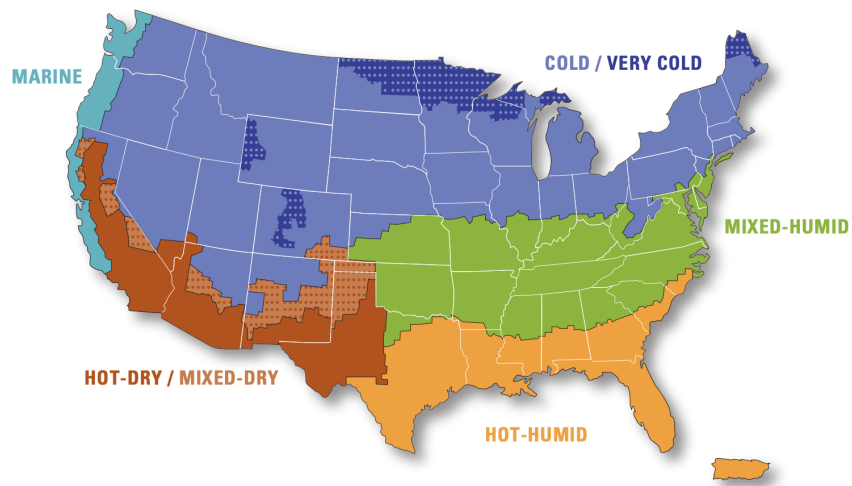 COLD / VERY COLD
MARINE
MIXED-HUMID
HOT-DRY / MIXED-DRY
HOT-HUMID